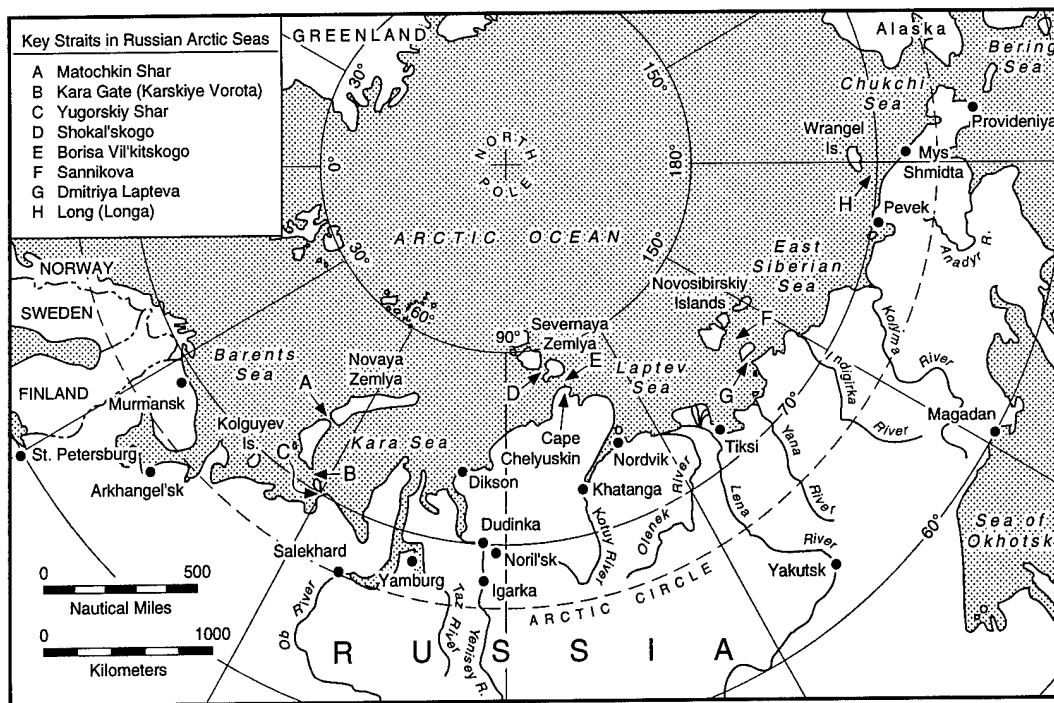 Key Straits in Russian Arctic Seas
A Matochkin Shar
B Kara Gate (Karskiye Vorota)
C Yugorskiy Shar
D Shokal'skogo
E Borisa Vil'kitskogo
F Sannikova
G Dmitriya Lapteva
H Long (Longa)
GREENLAND
30°
0°
30°
60°
90°
150°
180°
150°
NORTH
POLE
ARCTIC OCEAN
Alaska
Bering
Sea
Chukchi
Sea
Provideniya
Wrangel
Is.
Mys
Shmidta
H
Pevek
Anadyr R.
East
Siberian
Sea
Novosibirskiy
Islands
F
G
Kolyma
River
Indigirka
River
Magadan
NORWAY
SWEDEN
FINLAND
Barents
Sea
Novaya
Zemlya
Severnaya
Zemlya
D
E
Laptev
Sea
A
Murmansk
Kolguyev
Is.
C
B
Kara Sea
Cape
Chelyuskin
Nordvik
Tiksi
70°
Yana
River
St. Petersburg
Arkhangel'sk
Dikson
Khatanga
Kotuy River
Olenek
River
Lena
River
Dudinka
Noril'sk
Igarka
Salekhard
Yamburg
Yakutsk
60°
Sea of
Okhotsk
ARCTIC CIRCLE
Ob
River
Taz
River
Yenisey R.
RUSSIA
0 500
Nautical Miles
0 1000
Kilometers